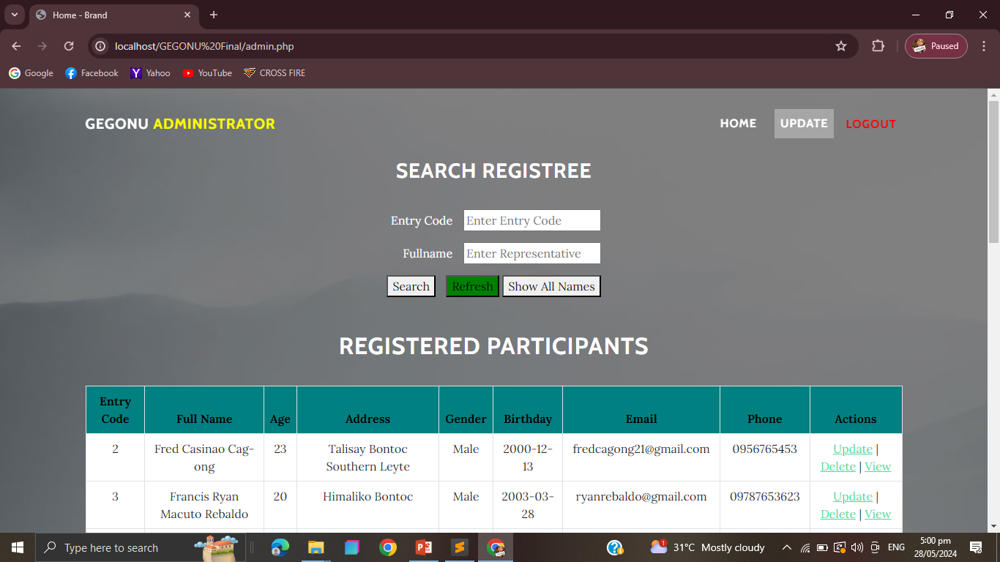 Home - Brand
localhost/GEGONU%20Final/admin.php
Paused
Google
Facebook
Yahoo
YouTube
CROSS FIRE
GEGONU ADMINISTRATOR
HOME
UPDATE
LOGOUT
SEARCH REGISTREE
Entry Code
Enter Entry Code
Fullname
Enter Representative
Search
Refresh
Show All Names
REGISTERED PARTICIPANTS
Entry
Code
Full Name
Age
Address
Gender
Birthday
Email
Phone
Actions
2
Fred Casinao Cag-
ong
23
Talisay Bontoc
Southern Leyte
Male
2000-12-
13
fredcagong21@gmail.com
0956765453
Update |
Delete | View
3
Francis Ryan
Macuto Rebaldo
20
Himaliko Bontoc
Male
2003-03-
28
ryanrebaldo@gmail.com
09787653623
Update |
Delete | View
Type here to search
1
31°C Mostly cloudy
ENG
5:00 pm
28/05/2024